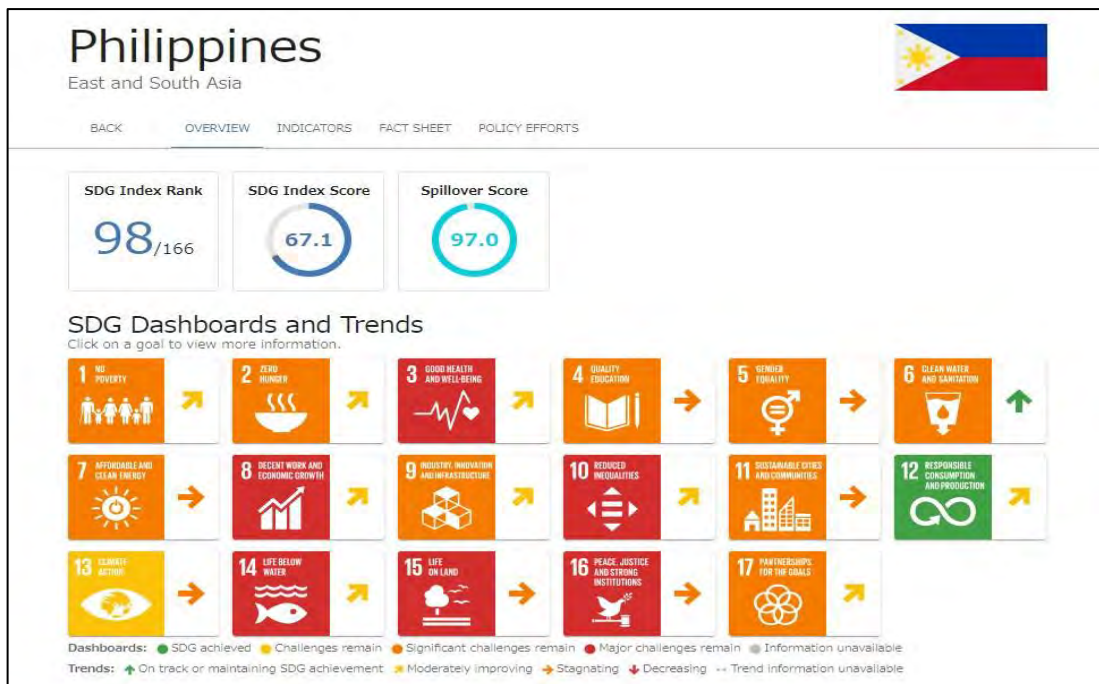 Philippines
East and South Asia
BACK OVERVIEW INDICATORS FACT SHEET POLICY EFFORTS
SDG Index Rank
98/166
SDG Index Score
67.1
Spillover Score
97.0
SDG Dashboards and Trends
Click on a goal to view more information.
1 NO
POVERTY
2 ZERO
HUNGER
3 GOOD HEALTH
AND WELL-BEING
4 QUALITY
EDUCATION
5 GENDER
EQUALITY
6 CLEAN WATER
AND SANITATION
7 AFFORDABLE AND
CLEAN ENERGY
8 DECENT WORK AND
ECONOMIC GROWTH
9 INDUSTRY, INNOVATION
AND INFRASTRUCTURE
10 REDUCED
INEQUALITIES
11 SUSTAINABLE CITIES
AND COMMUNITIES
12 RESPONSIBLE
CONSUMPTION
AND PRODUCTION
13 CLIMATE
ACTION
14 LIFE BELOW
WATER
15 LIFE
ON LAND
16 PEACE, JUSTICE
AND STRONG
INSTITUTIONS
17 PARTNERSHIPS
FOR THE GOALS
Dashboards: SDG achieved Challenges remain Significant challenges remain Major challenges remain Information unavailable
Trends: On track or maintaining SDG achievement Moderately improving Stagnating Decreasing -- Trend information unavailable